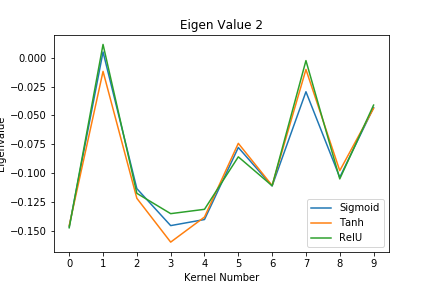 Eigen Value 2
0.000
−0.025
−0.050
−0.075
−0.100
−0.125
−0.150
Eigenvalue
0 1 2 3 4 5 6 7 8 9
Kernel Number
Sigmoid
Tanh
RelU